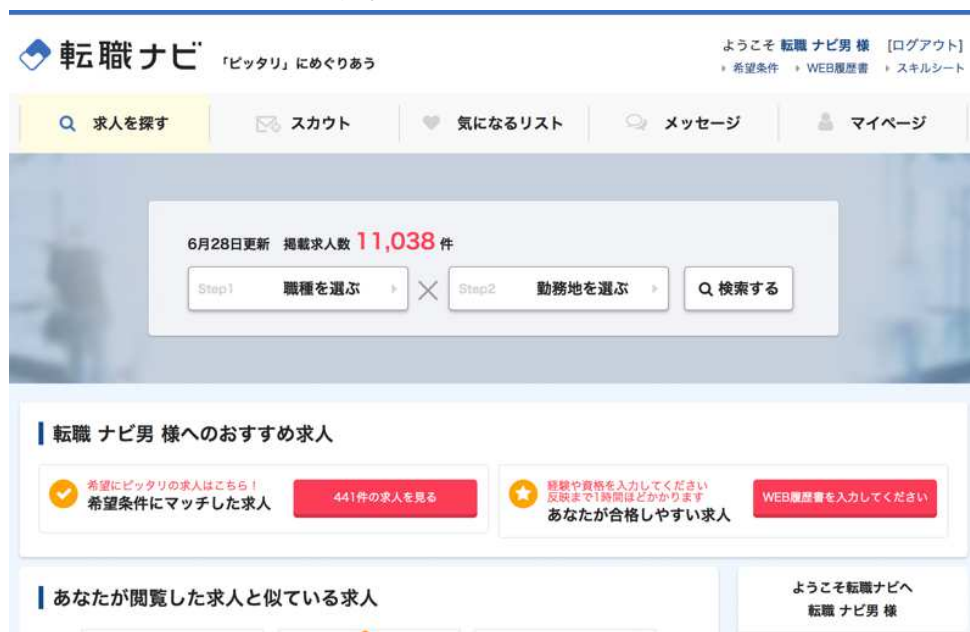 転職ナビ 「ピッタリ」にめぐりあう
ようこそ 転職 ナビ男 様 [ログアウト]
希望条件 WEB履歴書 スキルシート
求人を探す スカウト 気になるリスト メッセージ マイページ
6月28日更新 掲載求人数 11,038 件
Step1 職種を選ぶ × Step2 勤務地を選ぶ 検索する
転職 ナビ男 様へのおすすめ求人
希望にピッタリの求人はこちら！
希望条件にマッチした求人
441件の求人を見る
経験や資格を入力してください
反映まで1時間ほどかかります
あなたが合格しやすい求人
WEB履歴書を入力してください
あなたが閲覧した求人と似ている求人
ようこそ転職ナビへ
転職 ナビ男 様